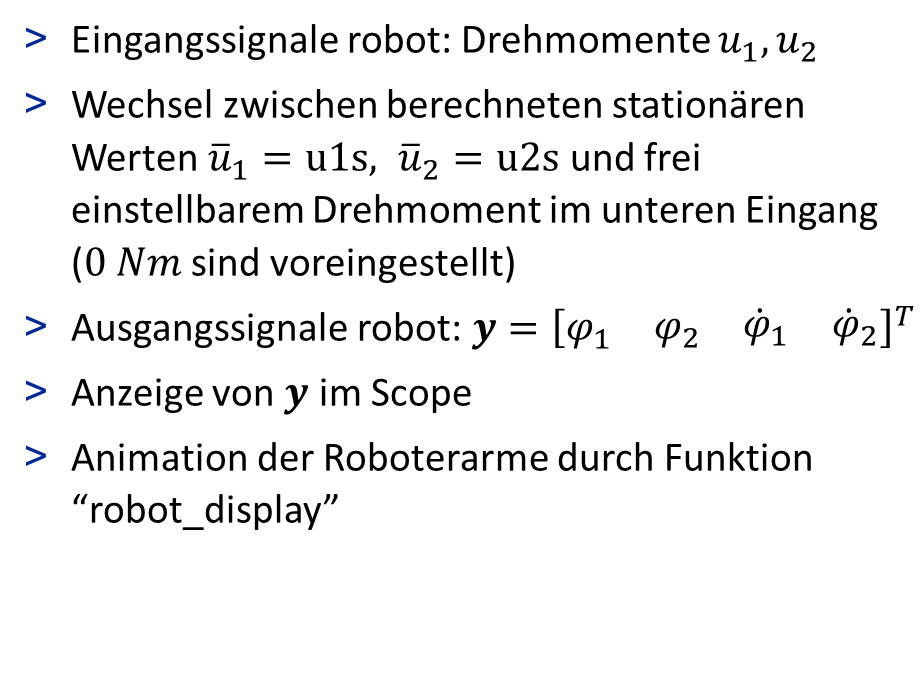 > Eingangssignale robot: Drehmomente u₁, u₂
> Wechsel zwischen berechneten stationären
Werten ū₁ = u1s, ū₂ = u2s und frei
einstellbarem Drehmoment im unteren Eingang
(0 Nm sind voreingestellt)
> Ausgangssignale robot: y = [φ₁ φ₂ φ̇₁ φ̇₂]ᵀ
> Anzeige von y im Scope
> Animation der Roboterarme durch Funktion
“robot_display”